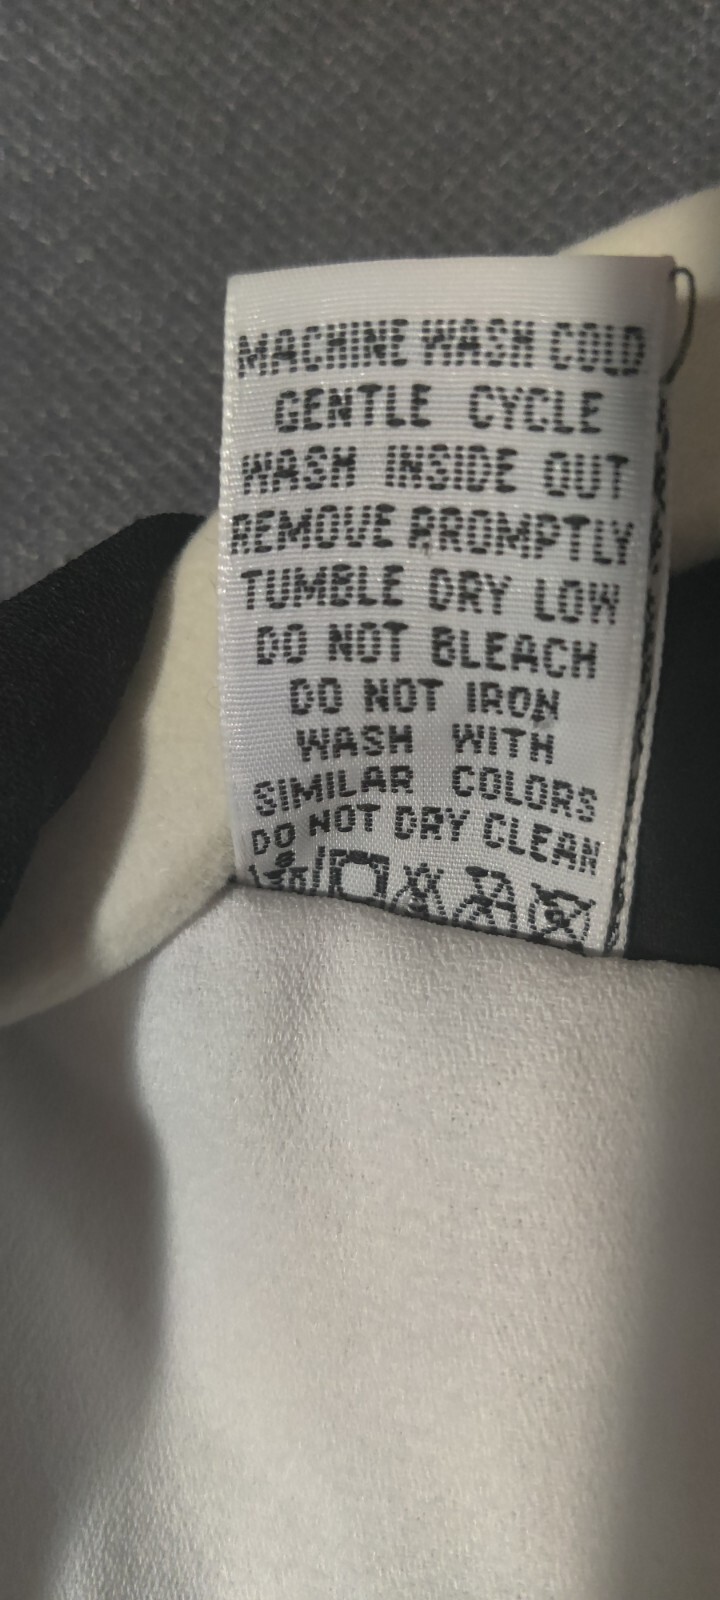 MACHINE WASH COLD
GENTLE CYCLE
WASH INSIDE OUT
REMOVE RROMPTLY
TUMBLE DRY LOW
DO NOT BLEACH
DO NOT IRON
WASH WITH
SIMILAR COLORS
DO NOT DRY CLEAN